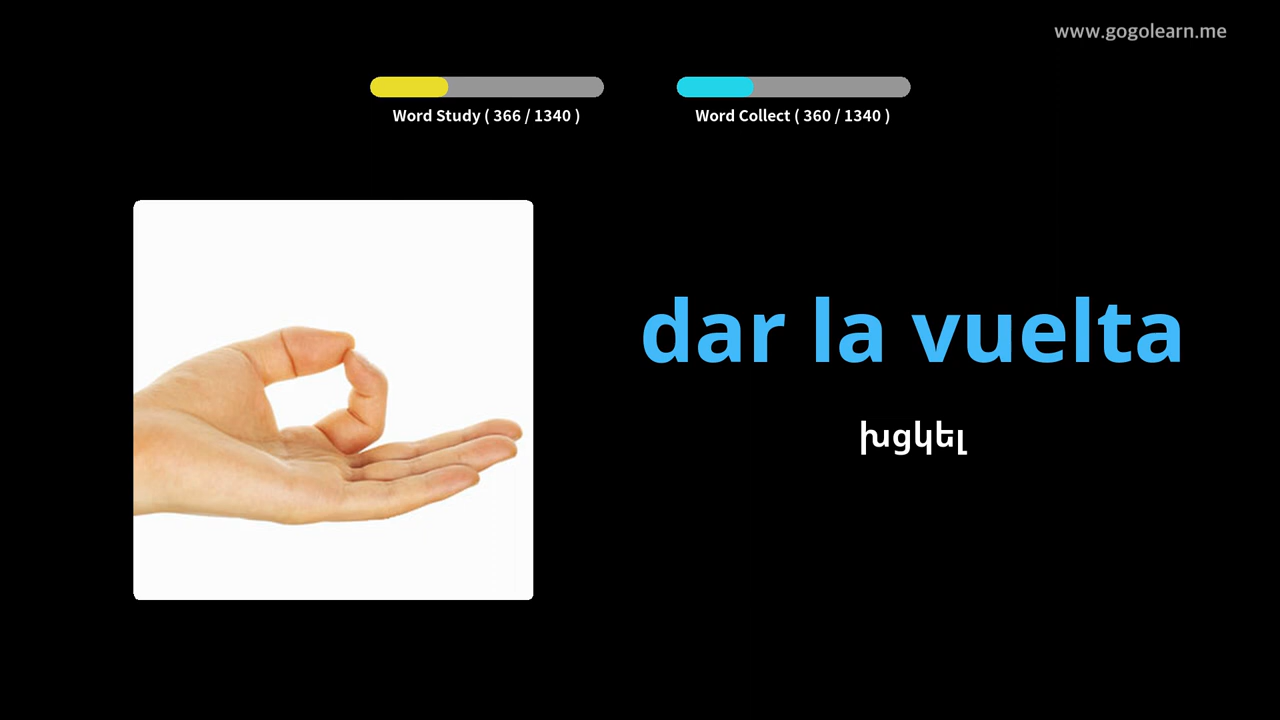 www.gogolearn.me
Word Study ( 366 / 1340 )
Word Collect ( 360 / 1340 )
dar la vuelta
խցկել